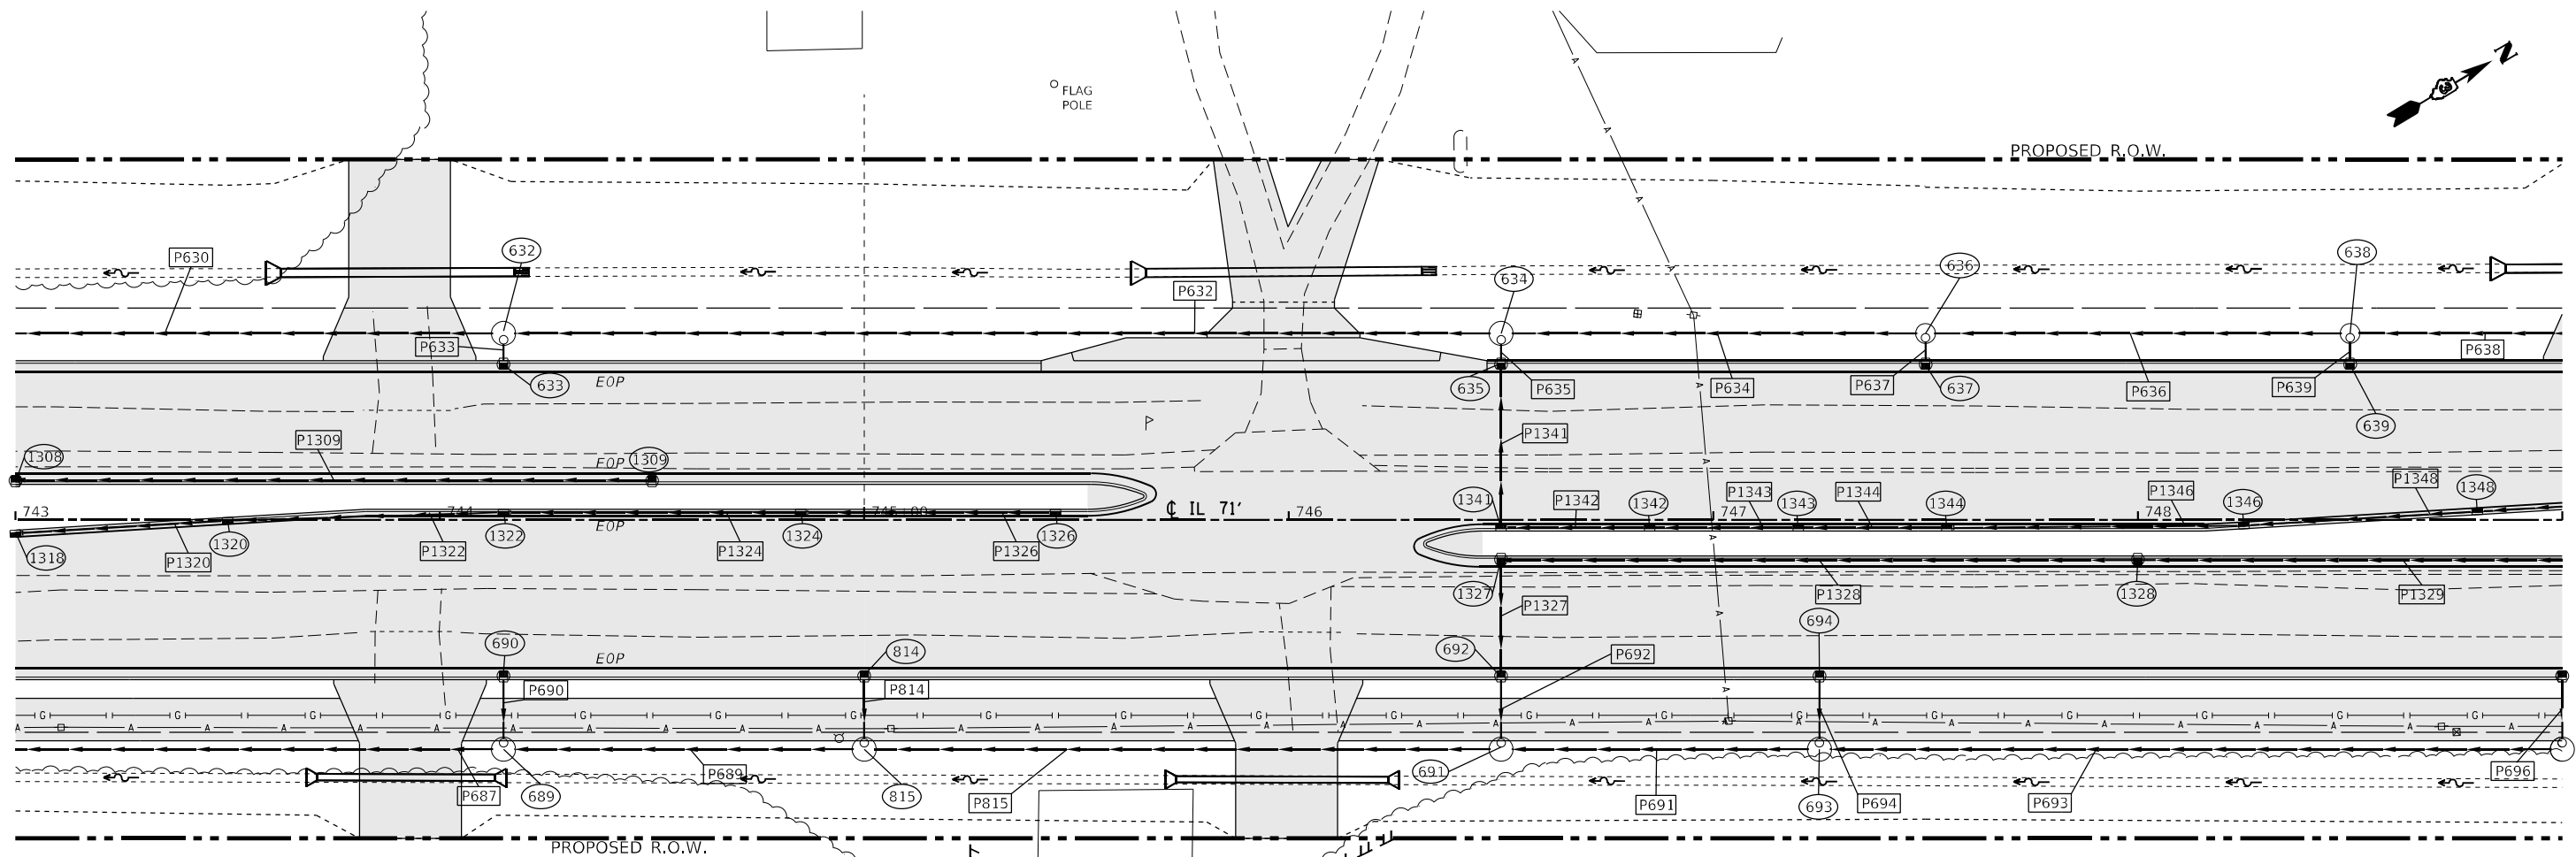 FLAG
POLE
N
PROPOSED R.O.W.
P630
632
P632
634
636
638
P633
633
EOP
635
P635
P634
P637
637
P636
P639
639
P638
P1309
1308
EOP
1309
P1341
743
744
745+00
℄ IL 71'
746
747
748
1318
P1320
1320
P1322
1322
EOP
P1324
1324
P1326
1326
1341
P1342
1342
P1343
1343
P1344
1344
P1346
1346
P1348
1348
1327
P1327
P1328
1328
P1329
690
EOP
814
692
P692
694
P690
P814
G G G G G G G G G G G G G G G G G G G
A A A A A A A A A A A A A A A A A A
P687
689
P689
815
P815
691
P691
693
P694
P693
P696
PROPOSED R.O.W.